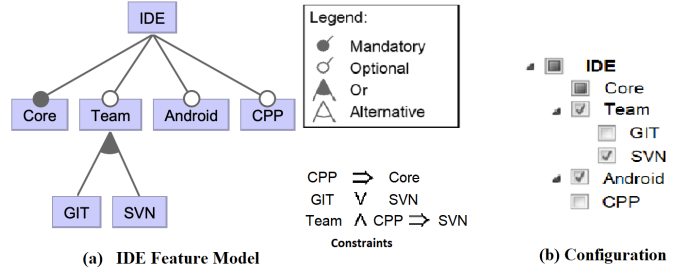 IDE
Core Team Android CPP
GIT SVN
Legend:
Mandatory
Optional
Or
Alternative
CPP ⇒ Core
GIT ∨ SVN
Team ∧ CPP ⇒ SVN
Constraints
(a) IDE Feature Model
IDE
Core
Team
GIT
SVN
Android
CPP
(b) Configuration